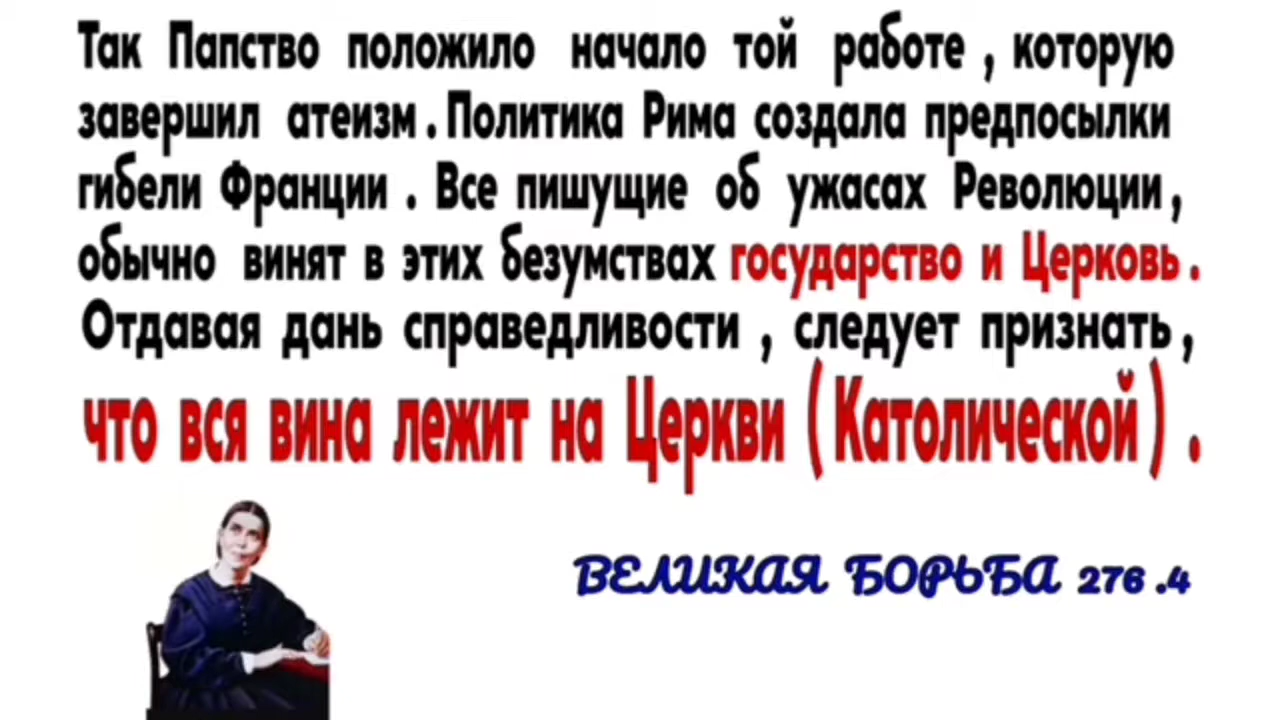 Так Папство положило начало той работе , которую
завершил атеизм . Политика Рима создала предпосылки
гибели Франции . Все пишущие об ужасах Революции ,
обычно винят в этих безумствах государство и Церковь .
Отдавая дань справедливости , следует признать ,
что вся вина лежит на Церкви ( Католической ) .
ВЕЛИКАЯ БОРЬБА 276 .4